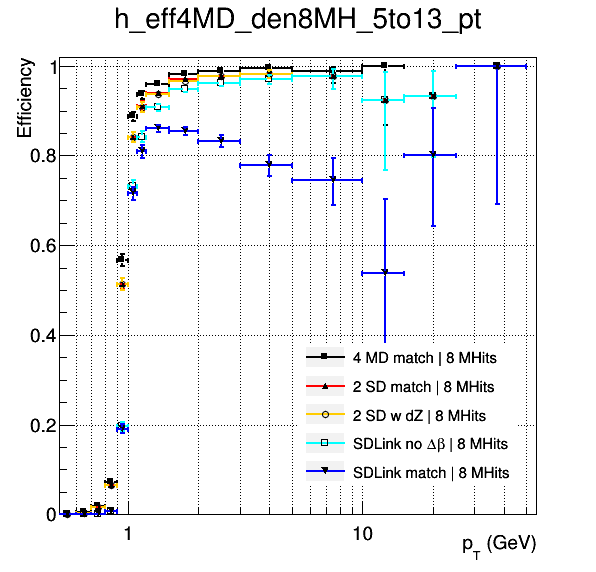 h_eff4MD_den8MH_5to13_pt
Efficiency
1
0.8
0.6
0.4
0.2
0
4 MD match | 8 MHits
2 SD match | 8 MHits
2 SD w dZ | 8 MHits
SDLink no Δβ | 8 MHits
SDLink match | 8 MHits
1 10
p_T (GeV)